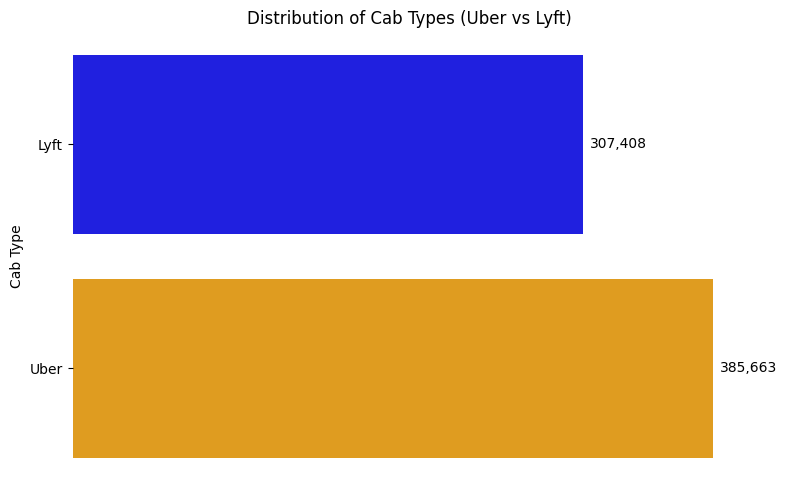 Distribution of Cab Types (Uber vs Lyft)
Lyft
307,408
Cab Type
Uber
385,663